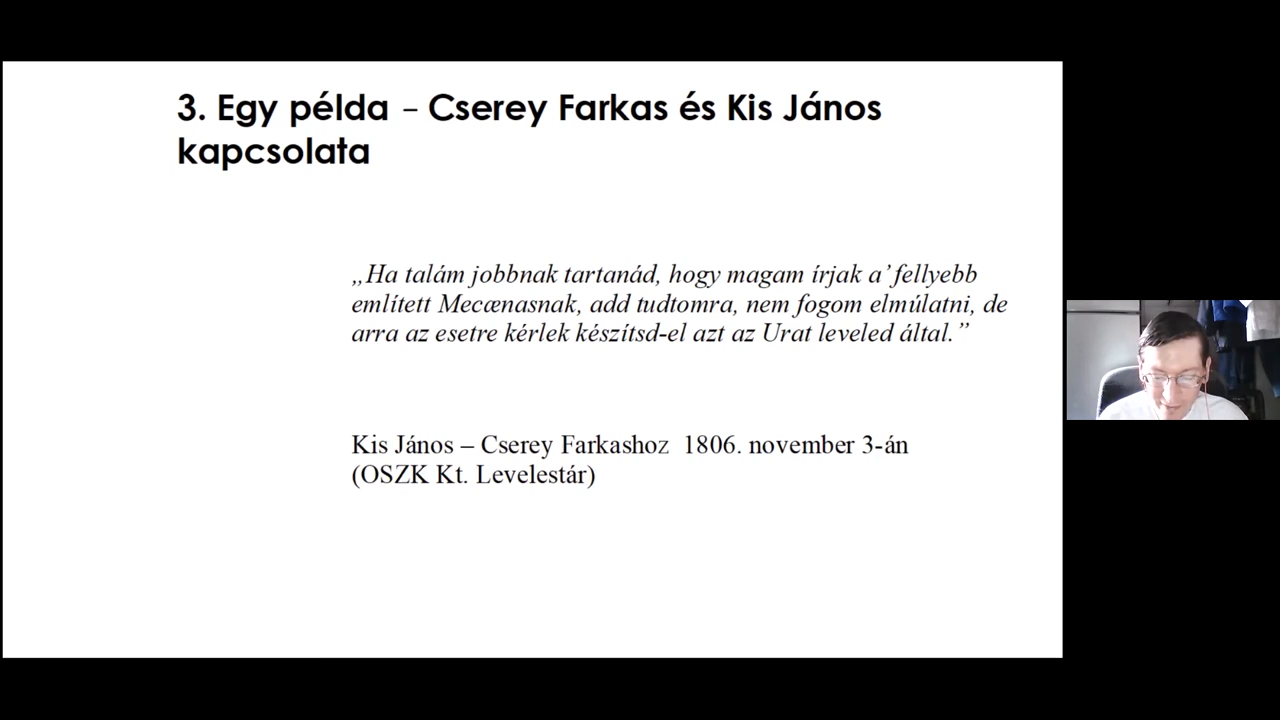 3. Egy példa – Cserey Farkas és Kis János
kapcsolata
„Ha talám jobbnak tartanád, hogy magam írjak a’ fellyebb
említett Mecænasnak, add tudtomra, nem fogom elmúlatni, de
arra az esetre kérlek készítsd-el azt az Urat leveled által.”
Kis János – Cserey Farkashoz 1806. november 3-án
(OSZK Kt. Levelestár)